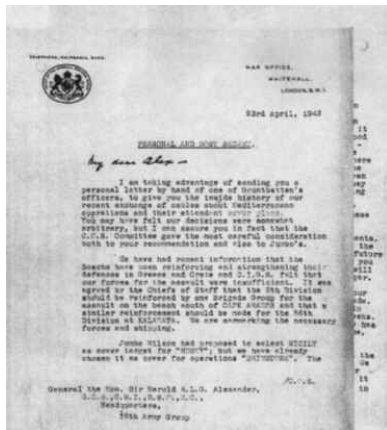 TELEPHONE, WHITEHALL
WAR OFFICE,
WHITEHALL,
LONDON, S.W.1.
23rd April, 1943
PERSONAL AND MOST SECRET.
My dear Alex
I am taking advantage of sending you a
personal letter by hand of one of Mountbatten's
officers, to give you the inside history of our
recent exchange of cables about Mediterranean
operations and their attendant cover plans.
You may have felt our decisions were somewhat
arbitrary, but I can assure you in fact that the
C.O.S. Committee gave the most careful consideration
both to your recommendation and also to Jumbo's.
We have had recent information that the
Bosche have been reinforcing and strengthening their
defences in Greece and Crete and C.I.G.S. felt that
our forces for the assault were insufficient. It was
agreed by the Chiefs of Staff that the 5th Division
should be reinforced by one Brigade Group for the
assault on the beach south of CAPE ARAXOS and that a
similar reinforcement should be made for the 56th
Division at KALAMATA. We are earmarking the necessary
forces and shipping.
Jumbo Wilson had proposed to select SICILY
as cover target for "HUSKY"; but we have already
chosen it as cover for operation "BRIMSTONE". The
General the Hon. Sir Harold R.L.G. Alexander,
G.C.B., C.S.I., D.S.O., M.C.,
Headquarters,
18th Army Group